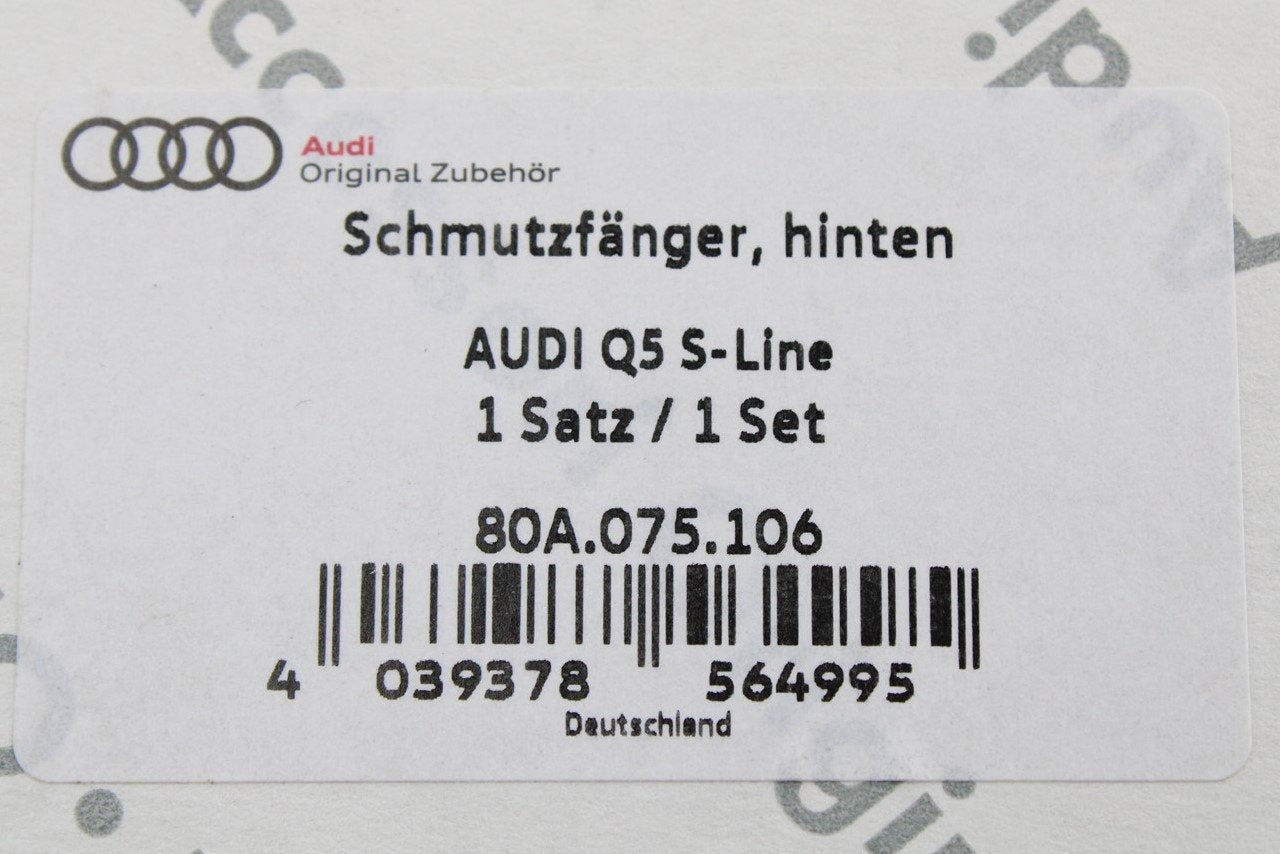 Audi
Original Zubehör
Schmutzfänger, hinten
AUDI Q5 S-Line
1 Satz / 1 Set
80A.075.106
4 039378 564995
Deutschland